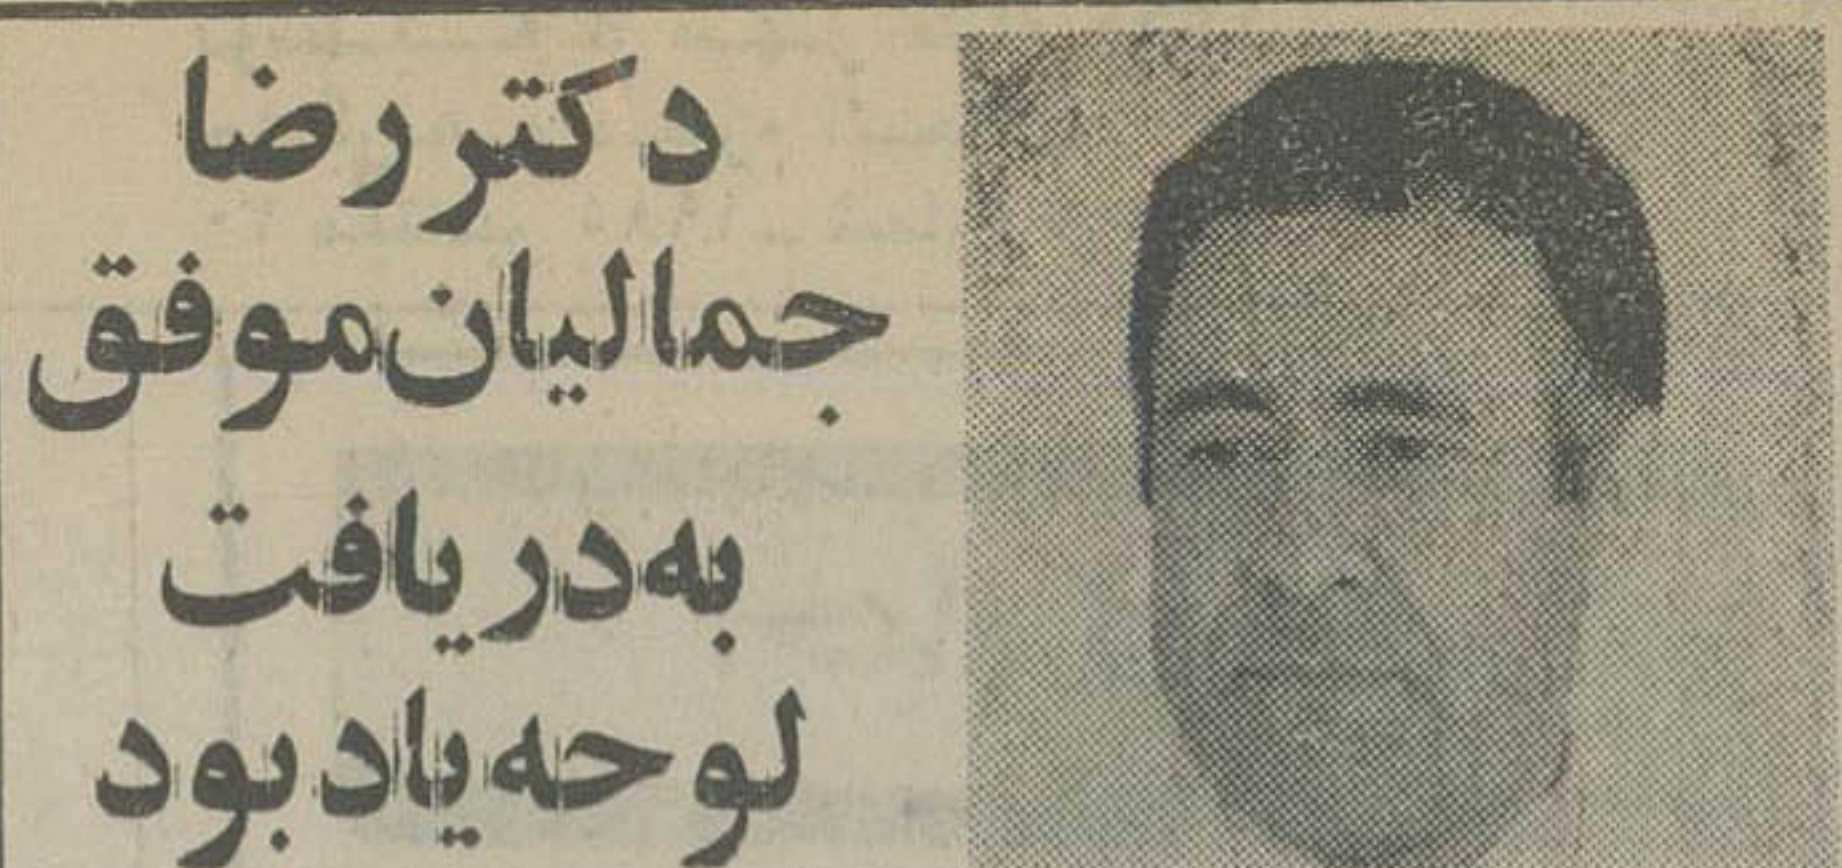 دکتر رضا
جمالیان موفق
به دریافت
لوحه یادبود